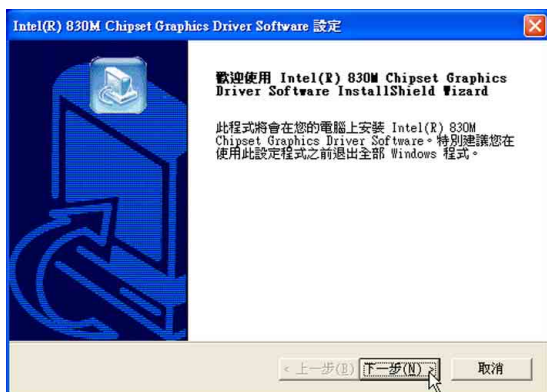 Intel(R) 830M Chipset Graphics Driver Software 設定
歡迎使用 Intel(R) 830M Chipset Graphics
Driver Software InstallShield Wizard
此程式將會在您的電腦上安裝 Intel(R) 830M
Chipset Graphics Driver Software。特別建議您在
使用此設定程式之前退出全部 Windows 程式。
< 上一步(B)
下一步(N) >
取消